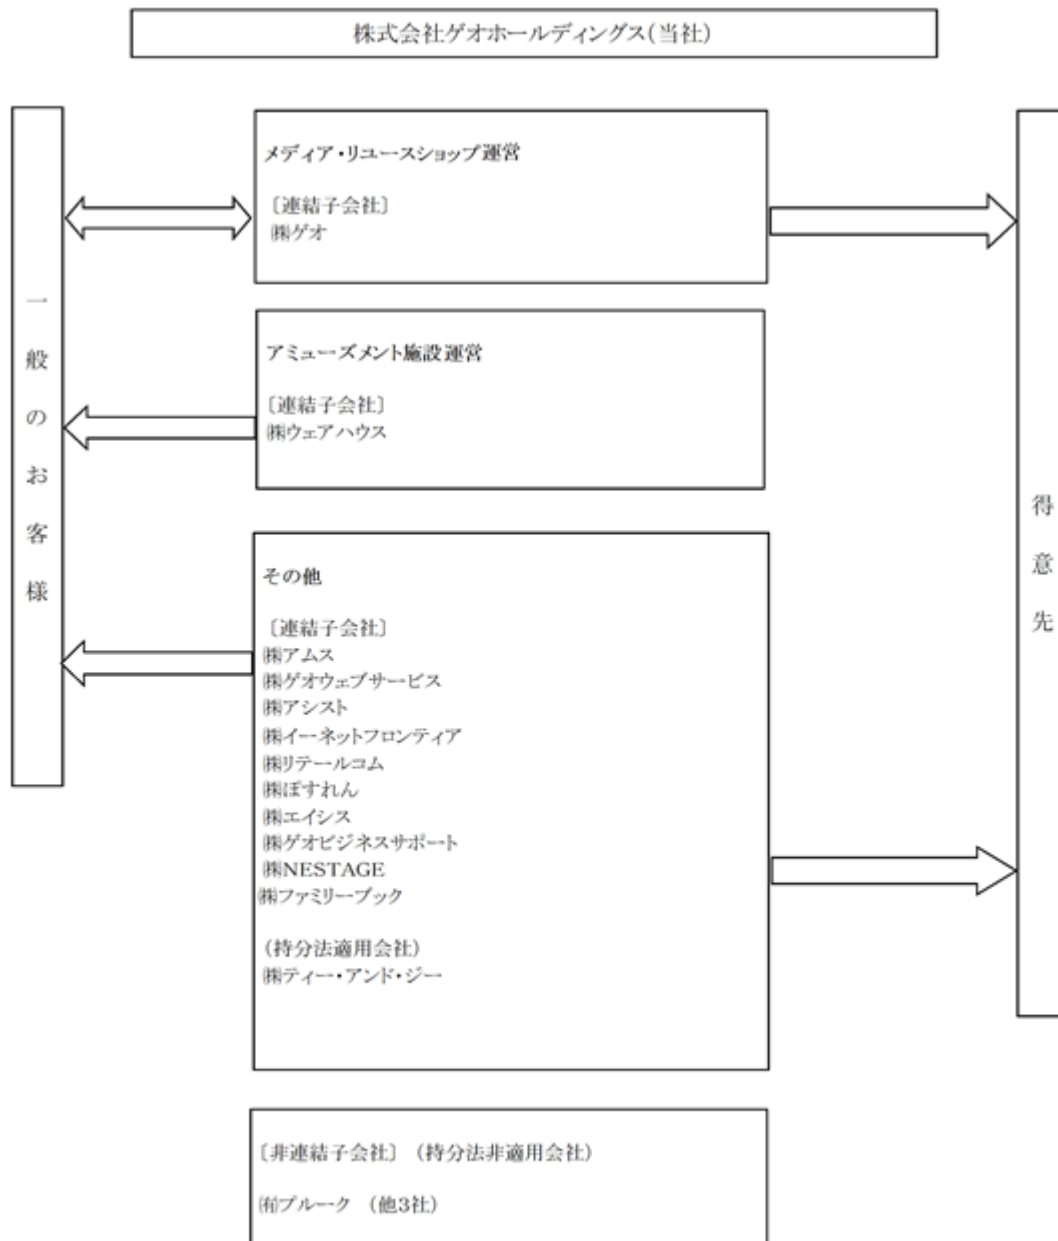 株式会社ゲオホールディングス(当社)
一般のお客様
メディア・リユースショップ運営
〔連結子会社〕
㈱ゲオ
アミューズメント施設運営
〔連結子会社〕
㈱ウェアハウス
その他
〔連結子会社〕
㈱アムス
㈱ゲオウェブサービス
㈱アシスト
㈱イーネットフロンティア
㈱リテールコム
㈱ぽすれん
㈱エイシス
㈱ゲオビジネスサポート
㈱NESTAGE
㈱ファミリーブック
(持分法適用会社)
㈱ティー・アンド・ジー
得意先
〔非連結子会社〕 (持分法非適用会社)
㈲ブルーク (他3社)